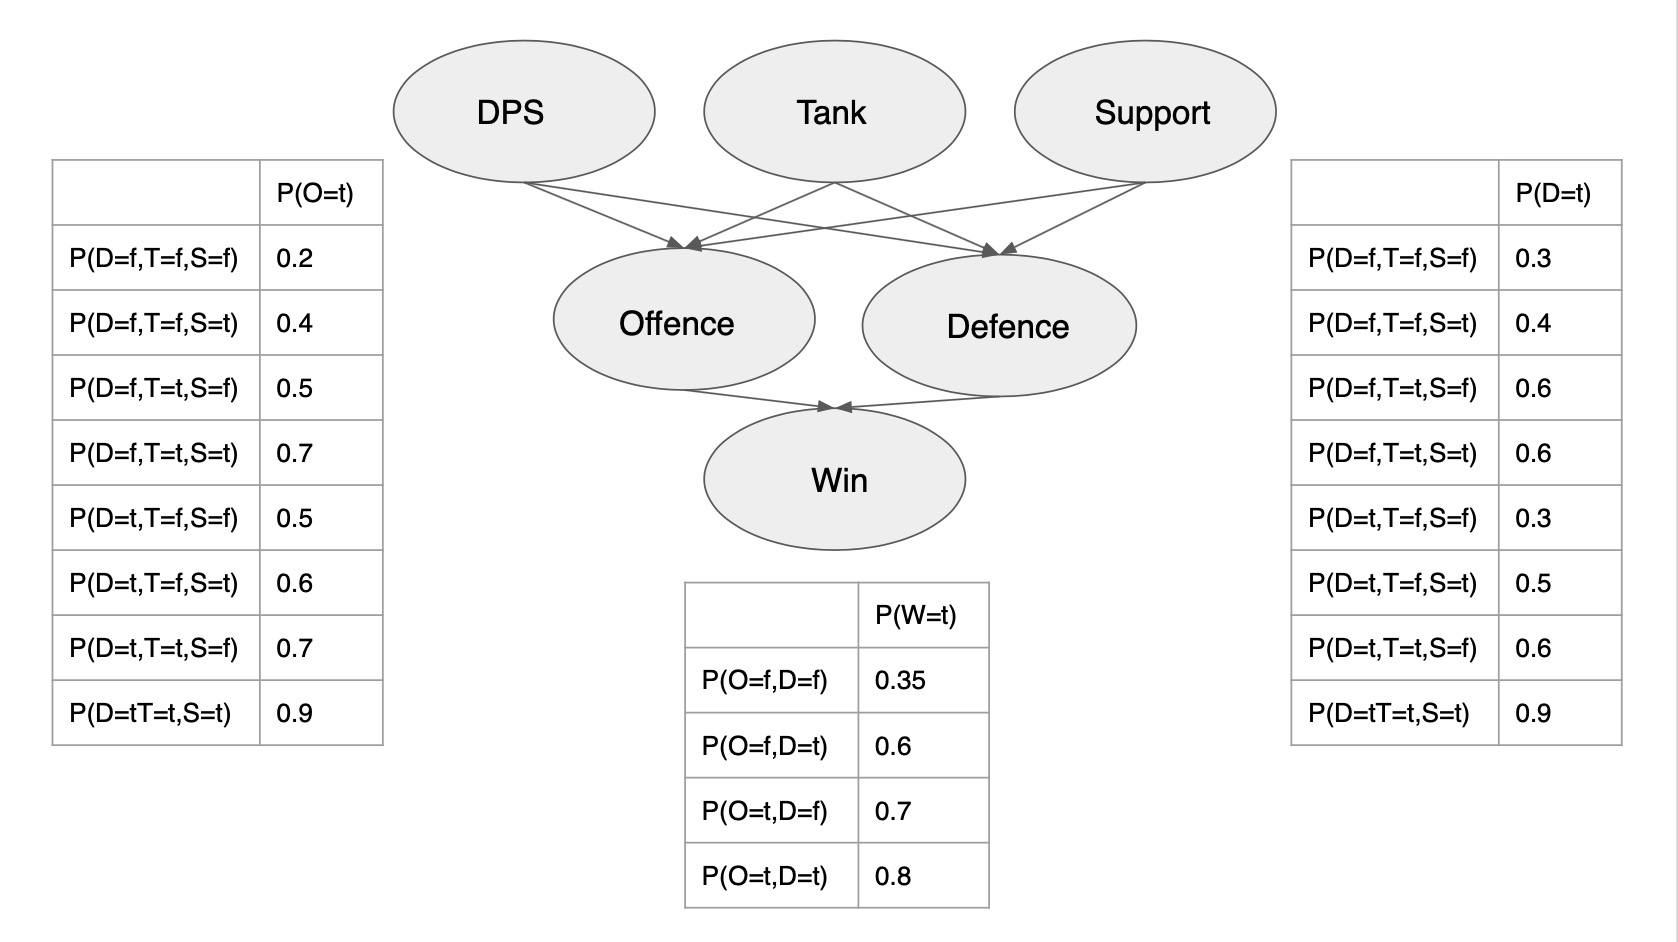 DPS
Tank
Support
Offence
Defence
Win
P(O=t)
P(D=f,T=f,S=f) 0.2
P(D=f,T=f,S=t) 0.4
P(D=f,T=t,S=f) 0.5
P(D=f,T=t,S=t) 0.7
P(D=t,T=f,S=f) 0.5
P(D=t,T=f,S=t) 0.6
P(D=t,T=t,S=f) 0.7
P(D=tT=t,S=t) 0.9
P(D=t)
P(D=f,T=f,S=f) 0.3
P(D=f,T=f,S=t) 0.4
P(D=f,T=t,S=f) 0.6
P(D=f,T=t,S=t) 0.6
P(D=t,T=f,S=f) 0.3
P(D=t,T=f,S=t) 0.5
P(D=t,T=t,S=f) 0.6
P(D=tT=t,S=t) 0.9
P(W=t)
P(O=f,D=f) 0.35
P(O=f,D=t) 0.6
P(O=t,D=f) 0.7
P(O=t,D=t) 0.8